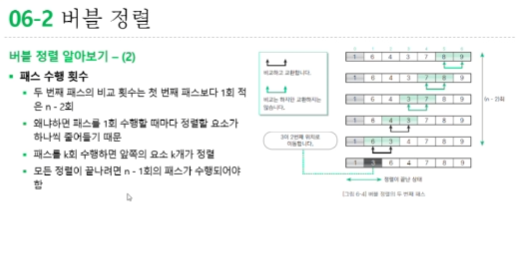 06-2 버블 정렬
버블 정렬 알아보기 – (2)
▪ 패스 수행 횟수
▪ 두 번째 패스의 비교 횟수는 첫 번째 패스보다 1회 적
은 n - 2회
▪ 왜냐하면 패스를 1회 수행할 때마다 정렬할 요소가
하나씩 줄어들기 때문
▪ 패스를 k회 수행하면 앞쪽의 요소 k개가 정렬
▪ 모든 정렬이 끝나려면 n - 1회의 패스가 수행되어야
함
비교하고 교환합니다.
비교는 하지만 교환하지는
않습니다.
3이 2번째 위치로
이동합니다.
1 6 4 3 7 8 9
1 6 4 3 7 8 9
1 6 4 3 7 8 9
1 6 4 3 7 8 9
1 6 3 4 7 8 9
1 3 6 4 7 8 9
(n - 2)회
정렬이 끝난 상태
[그림 6-4] 버블 정렬의 두 번째 패스